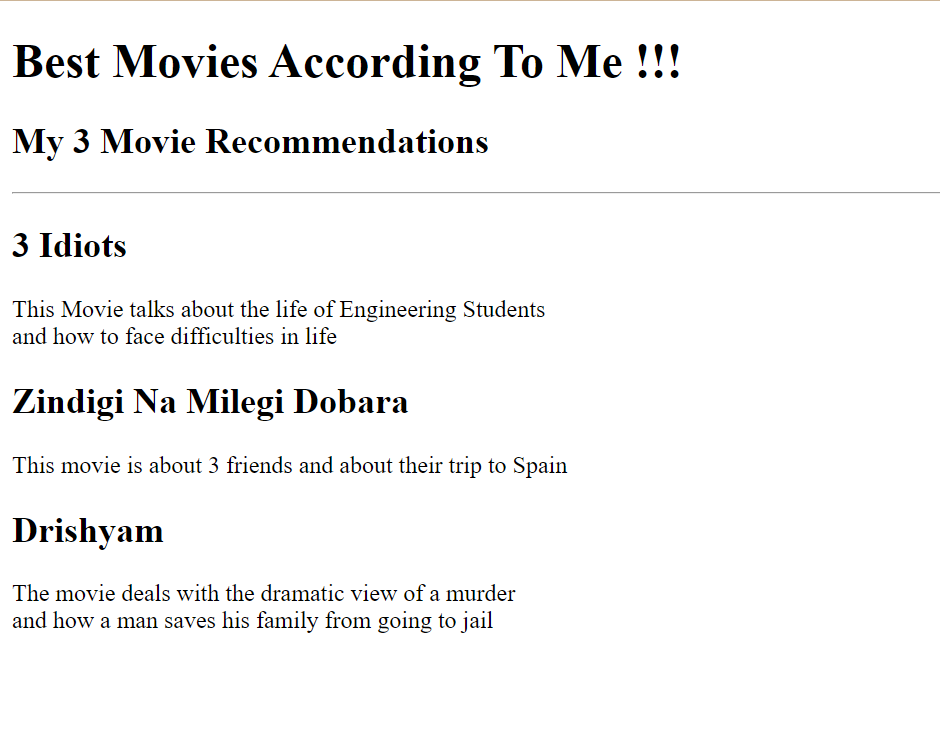 Best Movies According To Me !!!
My 3 Movie Recommendations
3 Idiots
This Movie talks about the life of Engineering Students
and how to face difficulties in life
Zindigi Na Milegi Dobara
This movie is about 3 friends and about their trip to Spain
Drishyam
The movie deals with the dramatic view of a murder
and how a man saves his family from going to jail